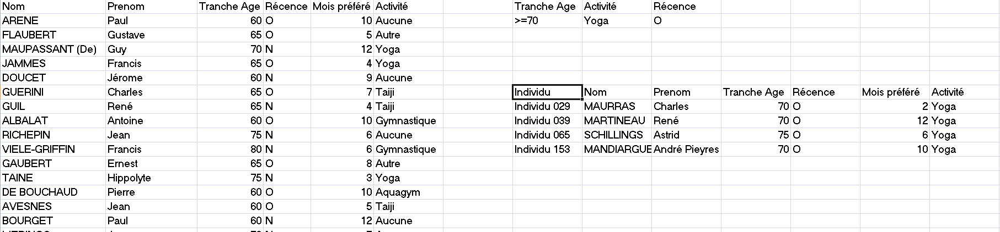 Nom Prenom Tranche Age Récence Mois préféré Activité Tranche Age Activité Récence
ARENE Paul 60 O 10 Aucune >=70 Yoga O
FLAUBERT Gustave 65 O 5 Autre
MAUPASSANT (De) Guy 70 N 12 Yoga
JAMMES Francis 65 O 4 Yoga
DOUCET Jérome 60 N 9 Aucune
GUERINI Charles 65 O 7 Taiji Individu Nom Prenom Tranche Age Récence Mois préféré Activité
GUIL René 65 N 4 Taiji Individu 029 MAURRAS Charles 70 O 2 Yoga
ALBALAT Antoine 60 O 10 Gymnastique Individu 039 MARTINEAU René 70 O 12 Yoga
RICHEPIN Jean 75 N 6 Aucune Individu 065 SCHILLINGS Astrid 75 O 6 Yoga
VIELE-GRIFFIN Francis 80 N 6 Gymnastique Individu 153 MANDIARGUE André Pieyres 70 O 10 Yoga
GAUBERT Ernest 65 O 8 Autre
TAINE Hippolyte 75 N 3 Yoga
DE BOUCHAUD Pierre 60 O 10 Aquagym
AVESNES Jean 60 O 5 Taiji
BOURGET Paul 60 N 12 Aucune